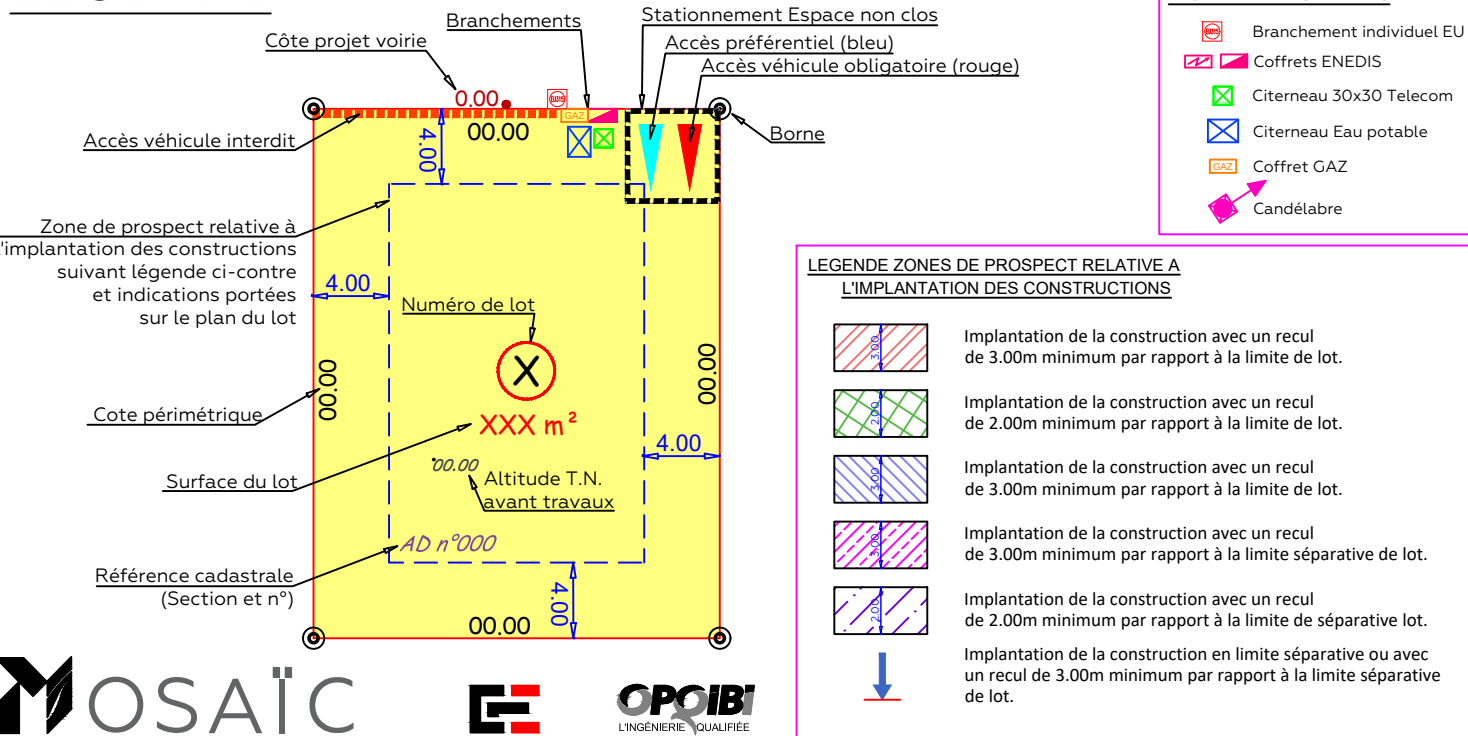 Branchements
Stationnement Espace non clos
Côte projet voirie
Accès préférentiel (bleu)
Accès véhicule obligatoire (rouge)
0.00
GAZ
Accès véhicule interdit
00.00
4.00
Borne
Zone de prospect relative à
l'implantation des constructions
suivant légende ci-contre
et indications portées
sur le plan du lot
4.00
Numéro de lot
X
00.00
00.00
Cote périmétrique
XXX m²
4.00
Surface du lot
00.00
Altitude T.N.
avant travaux
AD n°000
Référence cadastrale
(Section et n°)
4.00
00.00
MOSAÏC
OPQIBI
L'INGÉNIERIE QUALIFIÉE
Branchement individuel EU
Coffrets ENEDIS
Citerneau 30x30 Telecom
Citerneau Eau potable
GAZ
Coffret GAZ
Candélabre
LEGENDE ZONES DE PROSPECT RELATIVE A
L'IMPLANTATION DES CONSTRUCTIONS
3.00
Implantation de la construction avec un recul
de 3.00m minimum par rapport à la limite de lot.
2.00
Implantation de la construction avec un recul
de 2.00m minimum par rapport à la limite de lot.
3.00
Implantation de la construction avec un recul
de 3.00m minimum par rapport à la limite de lot.
3.00
Implantation de la construction avec un recul
de 3.00m minimum par rapport à la limite séparative de lot.
2.00
Implantation de la construction avec un recul
de 2.00m minimum par rapport à la limite de séparative lot.
Implantation de la construction en limite séparative ou avec
un recul de 3.00m minimum par rapport à la limite séparative
de lot.